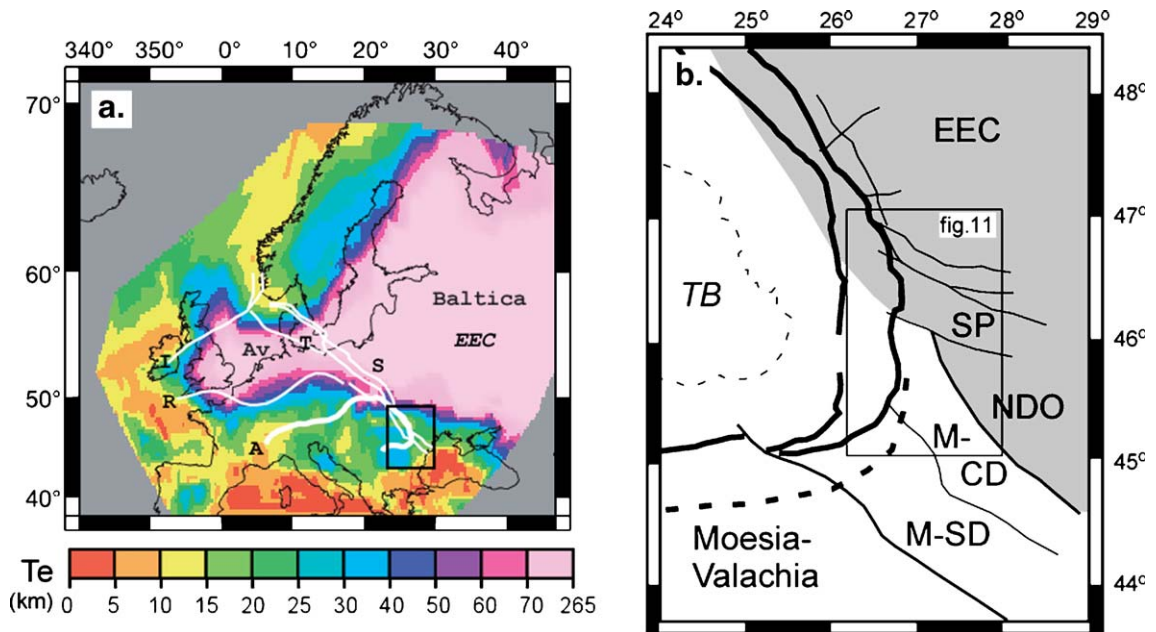 340° 350° 0° 10° 20° 30° 40°
a.
70°
60°
50°
40°
Baltica
EEC
Av
T
S
I
R
A
Te
(km)
0 5 10 15 20 25 30 40 50 60 70 265
24° 25° 26° 27° 28° 29°
b.
48°
47°
46°
45°
44°
EEC
fig.11
TB
SP
NDO
M-
CD
M-SD
Moesia-
Valachia